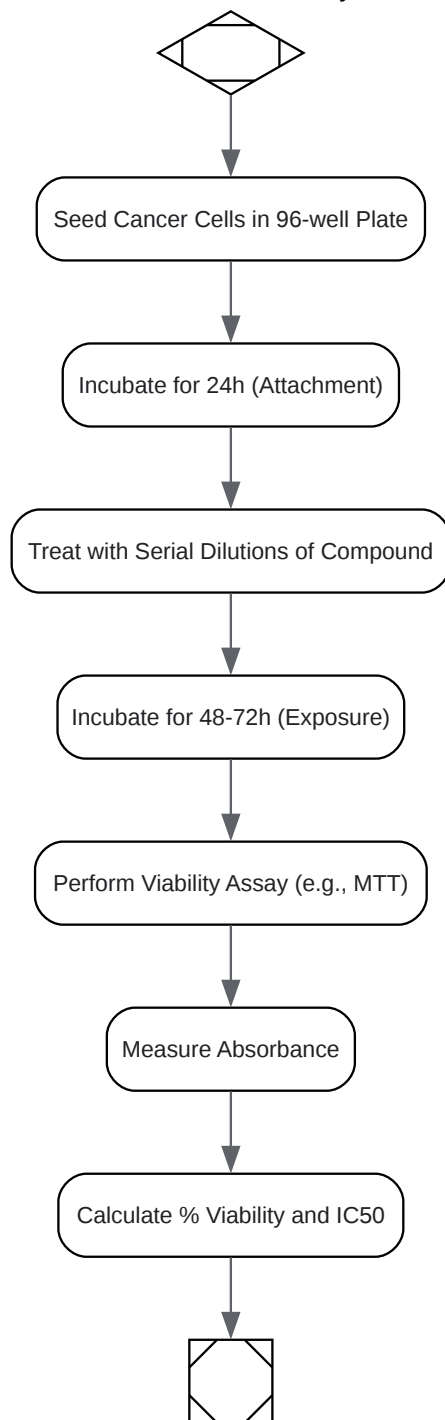 Seed Cancer Cells in 96-well Plate
Incubate for 24h (Attachment)
Treat with Serial Dilutions of Compound
Incubate for 48-72h (Exposure)
Perform Viability Assay (e.g., MTT)
Measure Absorbance
Calculate % Viability and IC50